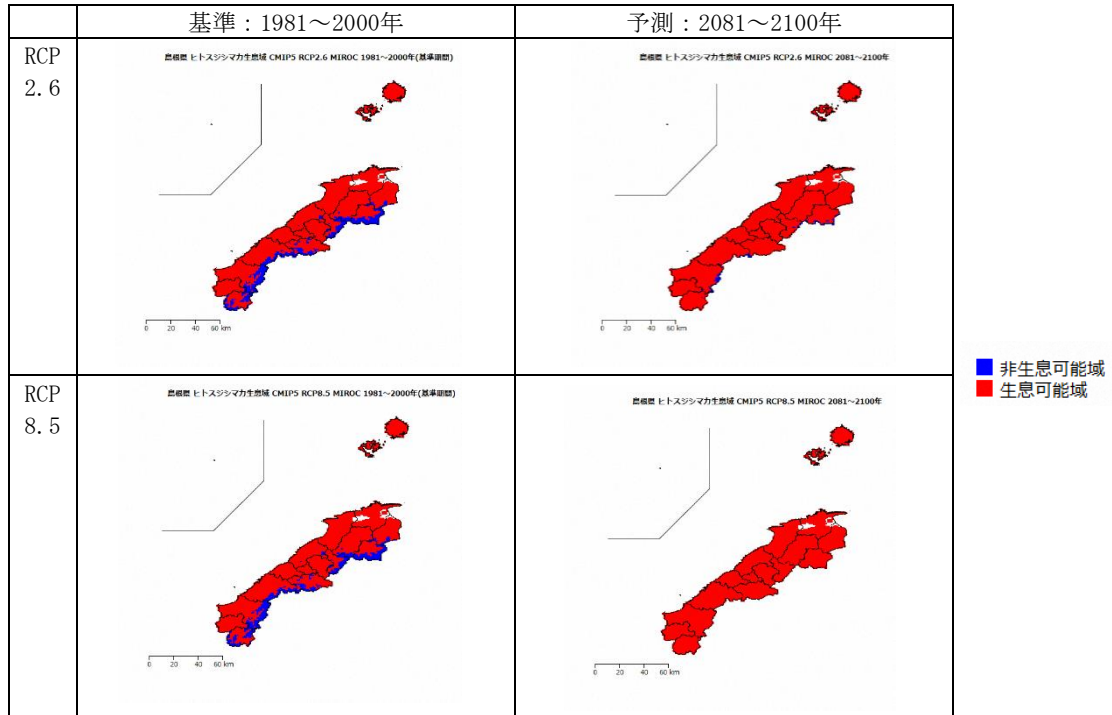 基準：1981～2000年
予測：2081～2100年
RCP
2.6
島根県 ヒトスジシマカ生息域 CMIP5 RCP2.6 MIROC 1981～2000年(基準期間)
0 20 40 60 km
島根県 ヒトスジシマカ生息域 CMIP5 RCP2.6 MIROC 2081～2100年
0 20 40 60 km
RCP
8.5
島根県 ヒトスジシマカ生息域 CMIP5 RCP8.5 MIROC 1981～2000年(基準期間)
0 20 40 60 km
島根県 ヒトスジシマカ生息域 CMIP5 RCP8.5 MIROC 2081～2100年
0 20 40 60 km
非生息可能域
生息可能域